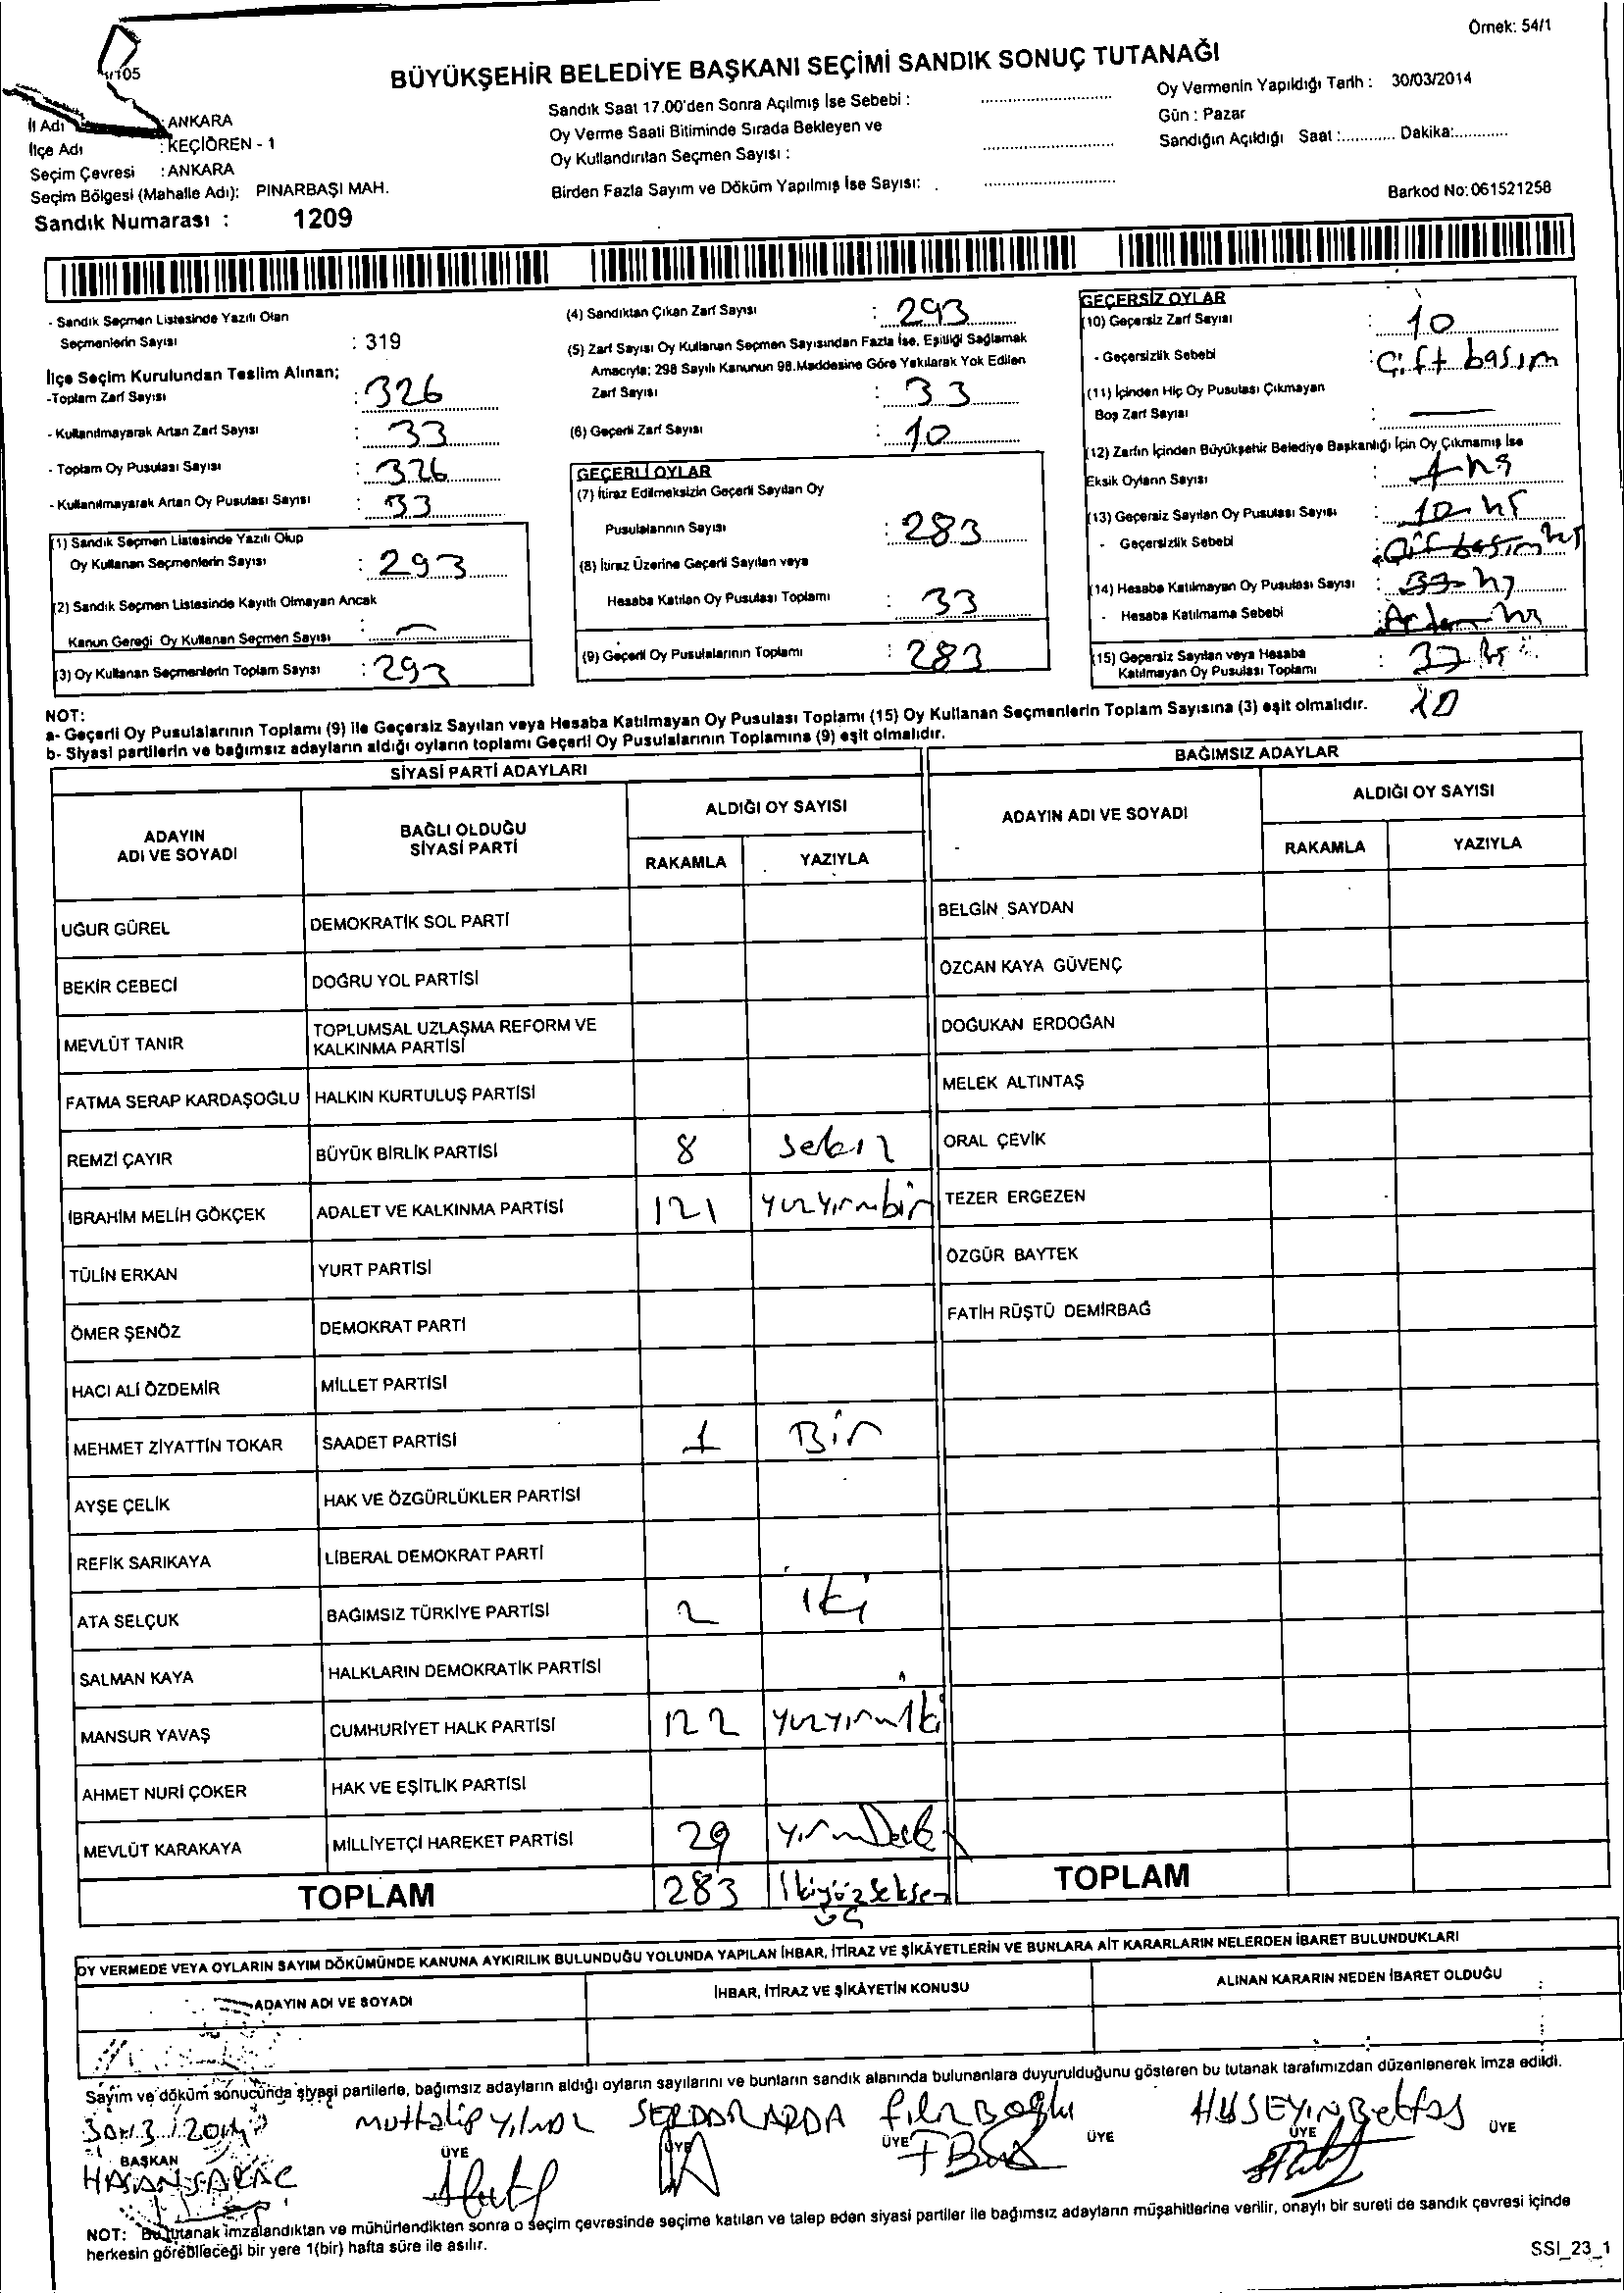 Örnek: 54/1
BÜYÜKŞEHİR BELEDİYE BAŞKANI SEÇİMİ SANDIK SONUÇ TUTANAĞI
İl Adı : ANKARA
İlçe Adı : KEÇİÖREN - 1
Seçim Çevresi : ANKARA
Seçim Bölgesi (Mahalle Adı): PINARBAŞI MAH.
Sandık Numarası : 1209
Sandık Saat 17.00'den Sonra Açılmış İse Sebebi :
Oy Verme Saati Bitiminde Sırada Bekleyen ve
Oy Kullandırılan Seçmen Sayısı :
Birden Fazla Sayım ve Döküm Yapılmış İse Sayısı:
Oy Vermenin Yapıldığı Tarih : 30/03/2014
Gün : Pazar
Sandığın Açıldığı Saat :............ Dakika:............
Barkod No: 061521258
- Sandık Seçmen Listesinde Yazılı Olan
Seçmenlerin Sayısı : 319
İlçe Seçim Kurulundan Teslim Alınan;
-Toplam Zarf Sayısı : 326
- Kullanılmayarak Artan Zarf Sayısı : 33
- Toplam Oy Pusulası Sayısı : 326
- Kullanılmayarak Artan Oy Pusulası Sayısı : 33
(1) Sandık Seçmen Listesinde Yazılı Olup
Oy Kullanan Seçmenlerin Sayısı : 293
(2) Sandık Seçmen Listesinde Kayıtlı Olmayan Ancak
Kanun Gereği Oy Kullanan Seçmen Sayısı : —
(3) Oy Kullanan Seçmenlerin Toplam Sayısı : 293
(4) Sandıktan Çıkan Zarf Sayısı : 293
(5) Zarf Sayısı Oy Kullanan Seçmen Sayısından Fazla İse, Eşitliği Sağlamak
Amacıyla; 298 Sayılı Kanunun 98.Maddesine Göre Yakılarak Yok Edilen
Zarf Sayısı : 33
(6) Geçerli Zarf Sayısı : 10
GEÇERLİ OYLAR
(7) İtiraz Edilmeksizin Geçerli Sayılan Oy
Pusulalarının Sayısı : 283
(8) İtiraz Üzerine Geçerli Sayılan veya
Hesaba Katılan Oy Pusulası Toplamı : 33
(9) Geçerli Oy Pusulalarının Toplamı : 283
GEÇERSİZ OYLAR
(10) Geçersiz Zarf Sayısı : 10
- Geçersizlik Sebebi : Çift basım
(11) İçinden Hiç Oy Pusulası Çıkmayan
Boş Zarf Sayısı : —
(12) Zarfın İçinden Büyükşehir Belediye Başkanlığı İçin Oy Çıkmamış İse
Eksik Oyların Sayısı :
(13) Geçersiz Sayılan Oy Pusulası Sayısı : 10
- Geçersizlik Sebebi : Çift basım
(14) Hesaba Katılmayan Oy Pusulası Sayısı : 33
- Hesaba Katılmama Sebebi :
(15) Geçersiz Sayılan veya Hesaba
Katılmayan Oy Pusulası Toplamı : 33
10
NOT:
a- Geçerli Oy Pusulalarının Toplamı (9) ile Geçersiz Sayılan veya Hesaba Katılmayan Oy Pusulası Toplamı (15) Oy Kullanan Seçmenlerin Toplam Sayısına (3) eşit olmalıdır.
b- Siyasi partilerin ve bağımsız adayların aldığı oyların toplamı Geçerli Oy Pusulalarının Toplamına (9) eşit olmalıdır.
SİYASİ PARTİ ADAYLARI
ADAYIN ADI VE SOYADI
BAĞLI OLDUĞU SİYASİ PARTİ
ALDIĞI OY SAYISI
RAKAMLA YAZIYLA
UĞUR GÜREL DEMOKRATİK SOL PARTİ
BEKİR CEBECİ DOĞRU YOL PARTİSİ
MEVLÜT TANIR TOPLUMSAL UZLAŞMA REFORM VE KALKINMA PARTİSİ
FATMA SERAP KARDAŞOĞLU HALKIN KURTULUŞ PARTİSİ
REMZİ ÇAYIR BÜYÜK BİRLİK PARTİSİ 8 sekiz
İBRAHİM MELİH GÖKÇEK ADALET VE KALKINMA PARTİSİ 121 yuzyırmbir
TÜLİN ERKAN YURT PARTİSİ
ÖMER ŞENÖZ DEMOKRAT PARTİ
HACI ALİ ÖZDEMİR MİLLET PARTİSİ
MEHMET ZİYATTİN TOKAR SAADET PARTİSİ 1 Bir
AYŞE ÇELİK HAK VE ÖZGÜRLÜKLER PARTİSİ
REFİK SARIKAYA LİBERAL DEMOKRAT PARTİ
ATA SELÇUK BAĞIMSIZ TÜRKİYE PARTİSİ 2 iki
SALMAN KAYA HALKLARIN DEMOKRATİK PARTİSİ
MANSUR YAVAŞ CUMHURİYET HALK PARTİSİ 122 yuzyırmiki
AHMET NURİ ÇOKER HAK VE EŞİTLİK PARTİSİ
MEVLÜT KARAKAYA MİLLİYETÇİ HAREKET PARTİSİ 29
TOPLAM 283 İkiyüzseksen
üç
BAĞIMSIZ ADAYLAR
ADAYIN ADI VE SOYADI
ALDIĞI OY SAYISI
RAKAMLA YAZIYLA
BELGİN SAYDAN
ÖZCAN KAYA GÜVENÇ
DOĞUKAN ERDOĞAN
MELEK ALTINTAŞ
ORAL ÇEVİK
TEZER ERGEZEN
ÖZGÜR BAYTEK
FATİH RÜŞTÜ DEMİRBAĞ
TOPLAM
OY VERMEDE VEYA OYLARIN SAYIM DÖKÜMÜNDE KANUNA AYKIRILIK BULUNDUĞU YOLUNDA YAPILAN İHBAR, İTİRAZ VE ŞİKÂYETLERİN VE BUNLARA AİT KARARLARIN NELERDEN İBARET BULUNDUKLARI
ADAYIN ADI VE SOYADI İHBAR, İTİRAZ VE ŞİKÂYETİN KONUSU ALINAN KARARIN NEDEN İBARET OLDUĞU
Sayım ve döküm sonucunda siyasi partilerle, bağımsız adayların aldığı oyların sayılarını ve bunların sandık alanında bulunanlara duyurulduğunu gösteren bu tutanak tarafımızdan düzenlenerek imza edildi.
30/03/2014 Muttalip Yılmaz SERDAR ARDA Filiz Boğlu HÜSEYİN Bektaş
BAŞKAN ÜYE ÜYE ÜYE ÜYE ÜYE ÜYE
HASAN SARAÇ
NOT: Bu tutanak imzalandıktan ve mühürlendikten sonra o seçim çevresinde seçime katılan ve talep eden siyasi partiler ile bağımsız adayların müşahitlerine verilir, onaylı bir sureti de sandık çevresi içinde
herkesin görebileceği bir yere 1(bir) hafta süre ile asılır.
SSI_23_1